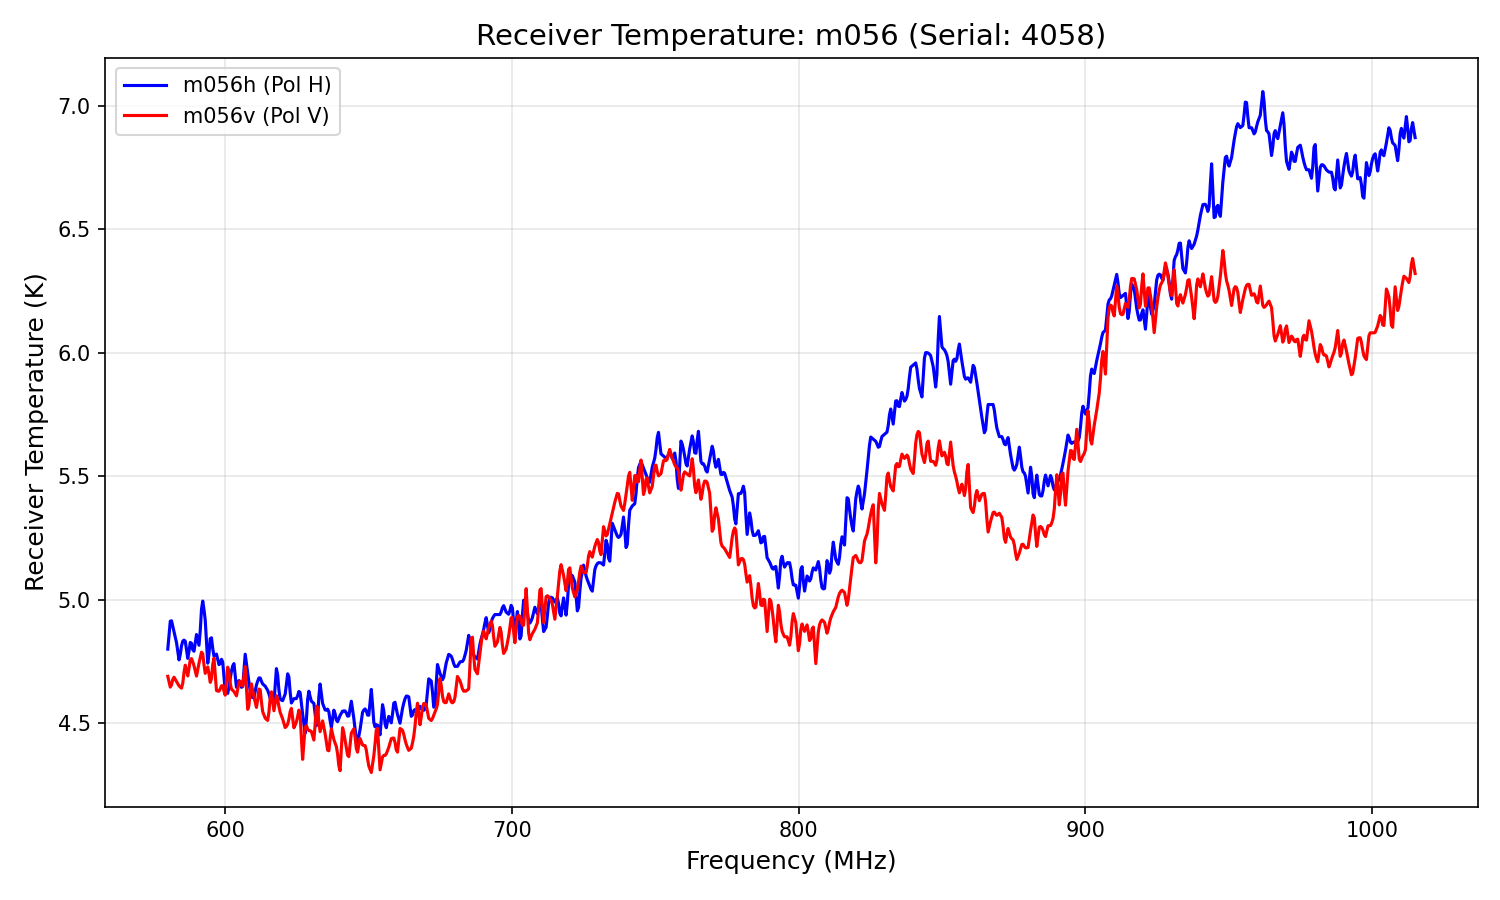 Receiver Temperature: m056 (Serial: 4058)
m056h (Pol H)
m056v (Pol V)
Receiver Temperature (K)
7.0
6.5
6.0
5.5
5.0
4.5
600 700 800 900 1000
Frequency (MHz)